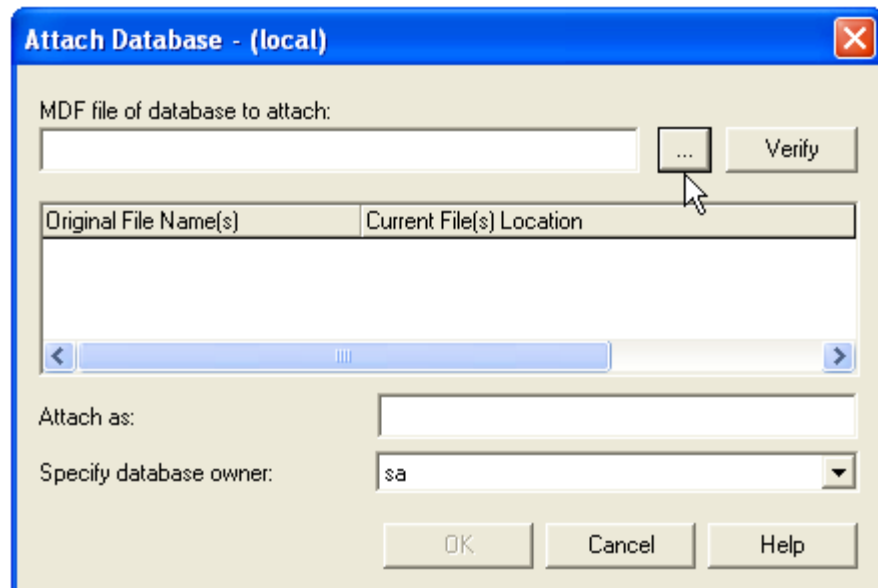 Attach Database - (local)
MDF file of database to attach:
... Verify
Original File Name(s) Current File(s) Location
Attach as:
Specify database owner: sa
OK Cancel Help